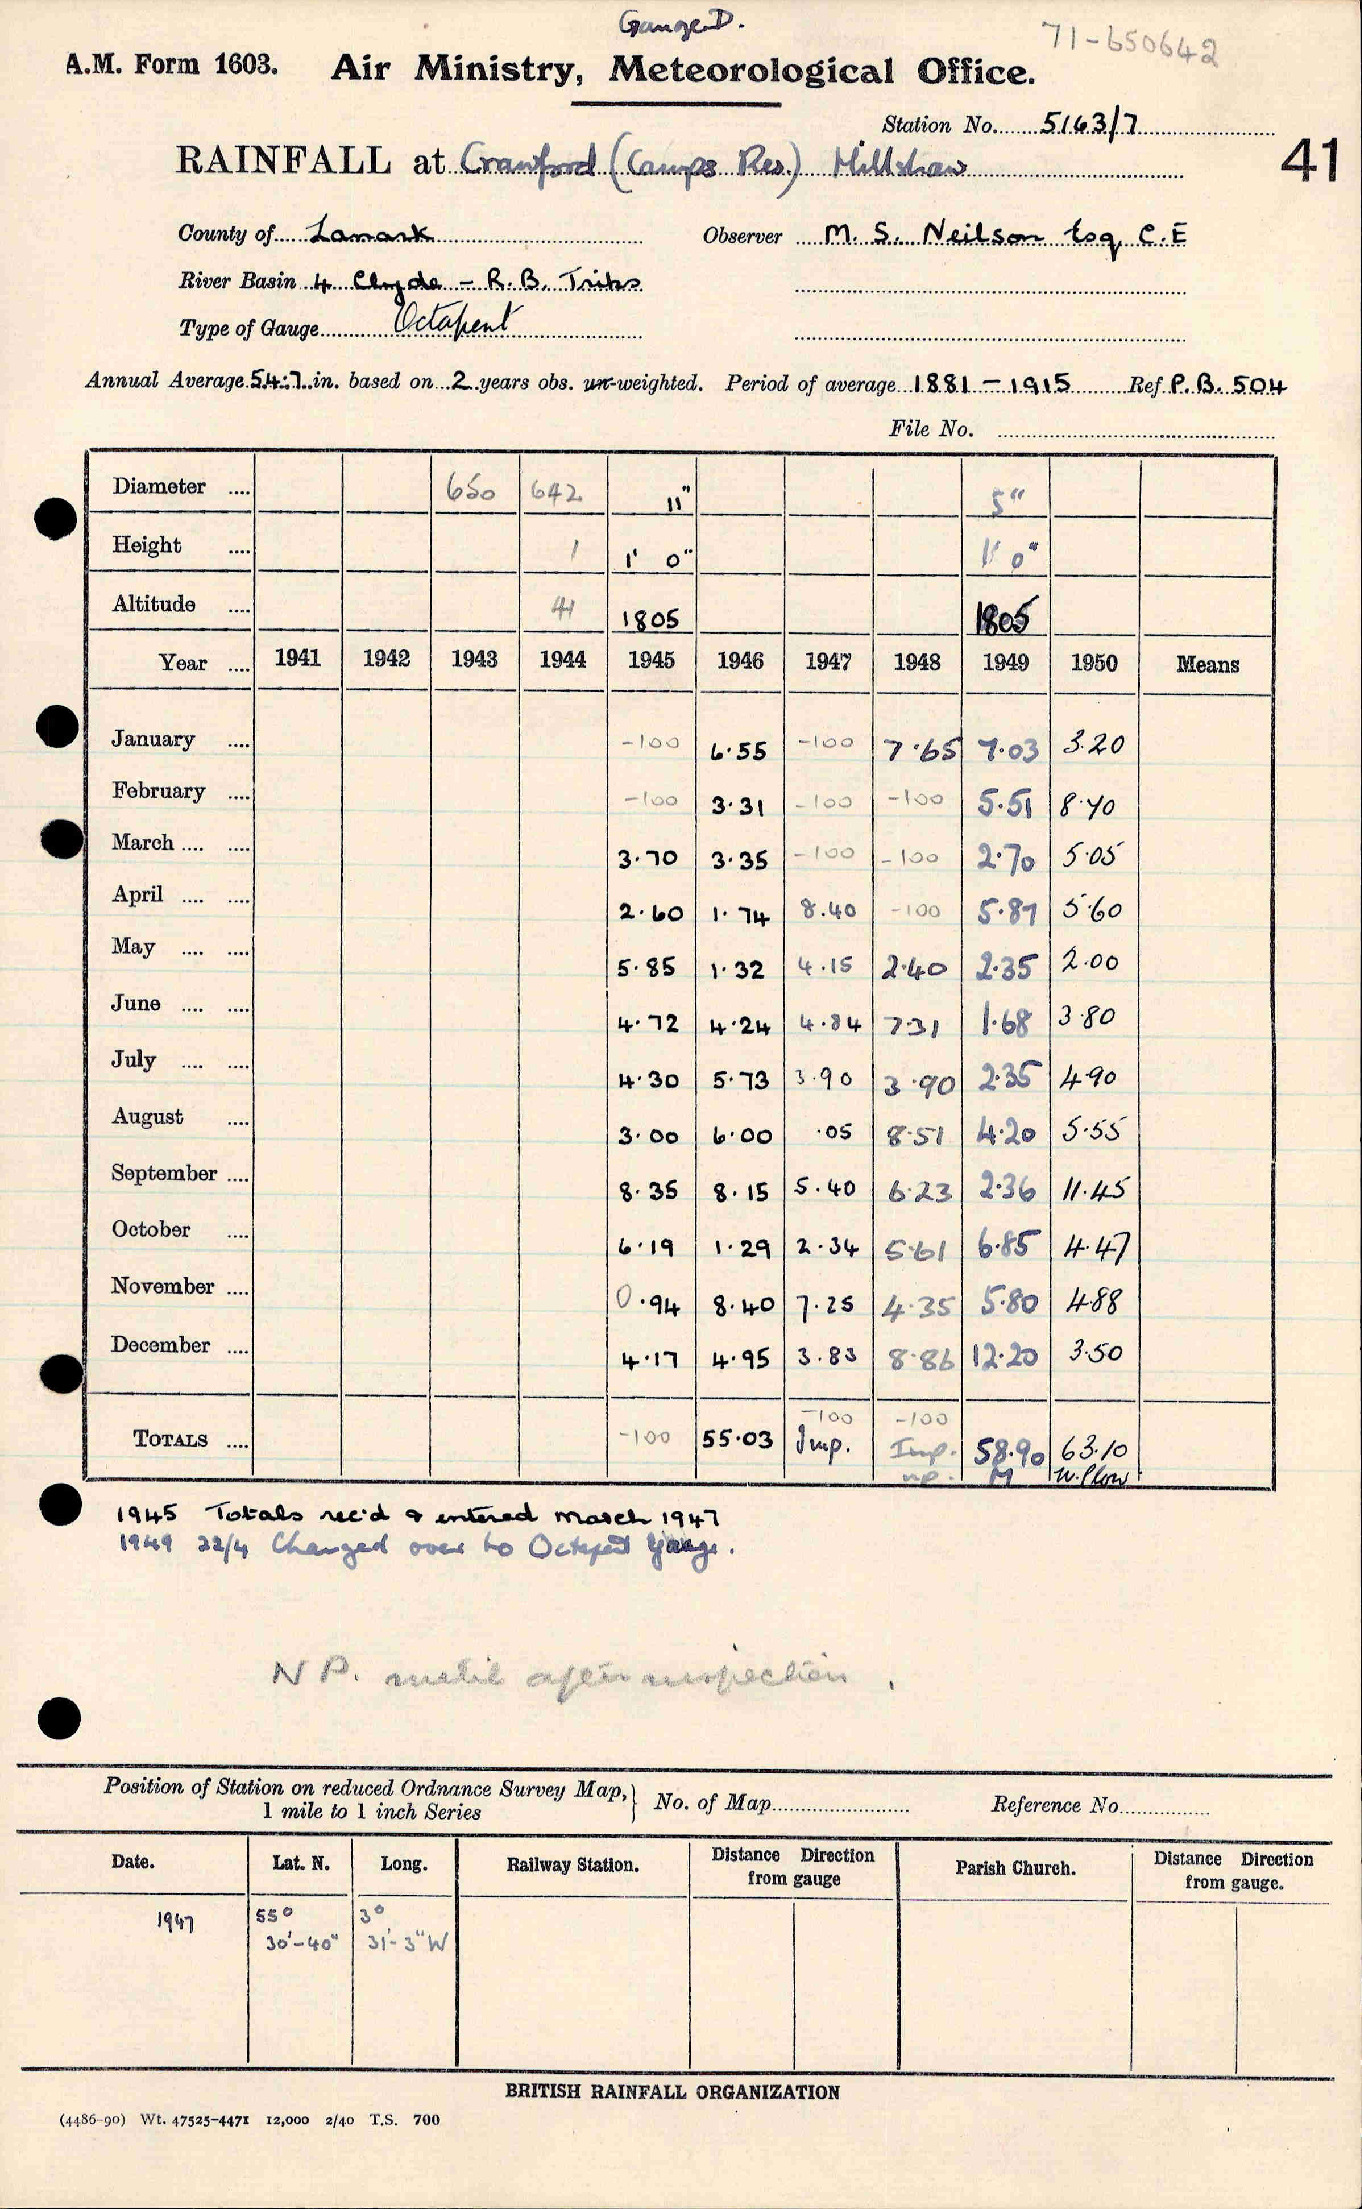 Gauge D.
71-650642
A.M. Form 1603. Air Ministry, Meteorological Office.
Station No. 5163/7
RAINFALL at Crawford (Camps Res.) Hillshaw
41
County of Lanark Observer M. S. Neilson Esq C.E
River Basin 4 Clyde - R.B. Tribs
Type of Gauge Octapent
Annual Average 54.7 in. based on 2 years obs. un-weighted. Period of average 1881 - 1915 Ref P.B. 504
File No.
Diameter .... 650 642 11" 5"
Height .... 1 1' 0" 1' 0"
Altitude .... 41 1805 1805
Year .... 1941 1942 1943 1944 1945 1946 1947 1948 1949 1950 Means
January .... -100 6.55 -100 7.65 7.03 3.20
February .... -100 3.31 -100 -100 5.51 8.70
March .... .... 3.70 3.35 -100 -100 2.70 5.05
April .... .... 2.60 1.74 8.40 -100 5.87 5.60
May .... .... 5.85 1.32 4.15 2.40 2.35 2.00
June .... .... 4.72 4.24 4.84 7.31 1.68 3.80
July .... .... 4.30 5.73 3.90 3.90 2.35 4.90
August .... 3.00 6.00 .05 8.51 4.20 5.55
September .... 8.35 8.15 5.40 6.23 2.36 11.45
October .... 6.19 1.29 2.34 5.61 6.85 4.47
November .... 0.94 8.40 7.25 4.35 5.80 4.88
December .... 4.17 4.95 3.83 8.86 12.20 3.50
-100 -100
TOTALS .... -100 55.03 Imp. Imp. 58.90 63.10
np. M
1945 Totals rec'd & entered March 1947
1949 22/4 Changed over to Octapent gauge.
N P. until after inspection.
Position of Station on reduced Ordnance Survey Map, } No. of Map Reference No.
1 mile to 1 inch Series
Date. Lat. N. Long. Railway Station. Distance Direction from gauge Parish Church. Distance Direction from gauge.
1947 55° 3°
30'-40" 31'-3" W
BRITISH RAINFALL ORGANIZATION
(4486-90) Wt. 47525-4471 12,000 2/40 T.S. 700